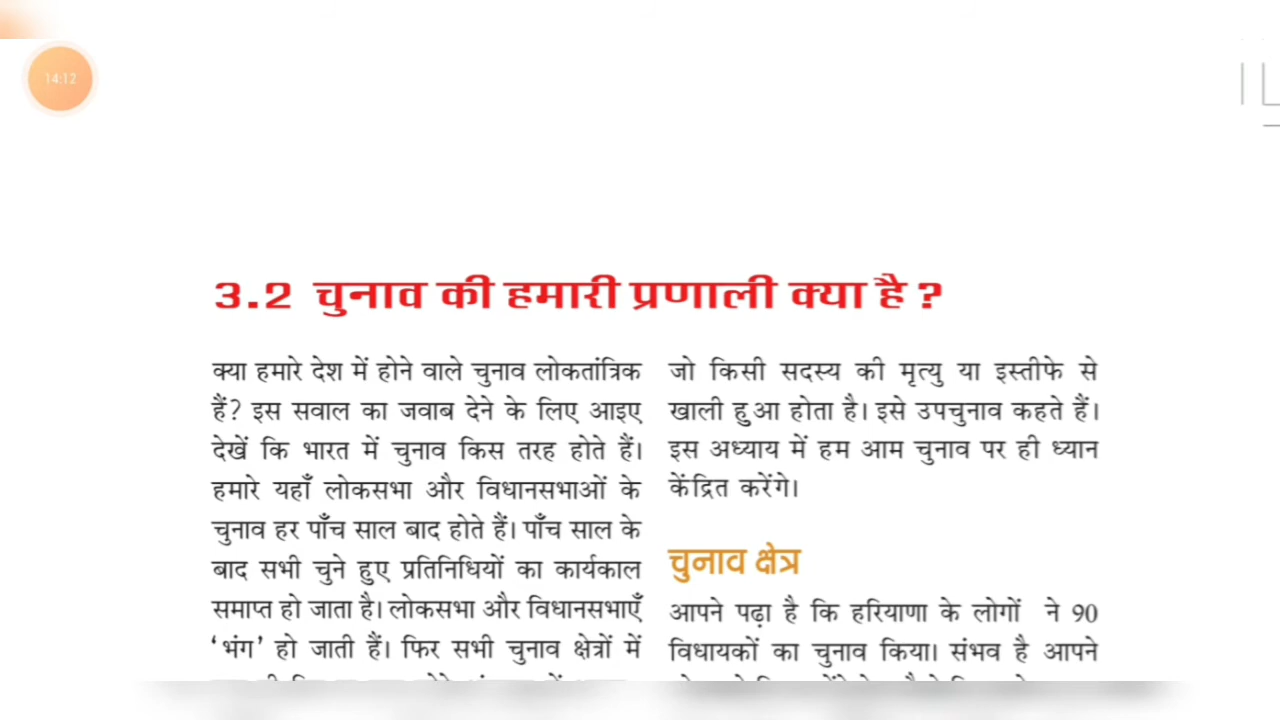 14:12
3.2 चुनाव की हमारी प्रणाली क्या है ?
क्या हमारे देश में होने वाले चुनाव लोकतांत्रिक
हैं? इस सवाल का जवाब देने के लिए आइए
देखें कि भारत में चुनाव किस तरह होते हैं।
हमारे यहाँ लोकसभा और विधानसभाओं के
चुनाव हर पाँच साल बाद होते हैं। पाँच साल के
बाद सभी चुने हुए प्रतिनिधियों का कार्यकाल
समाप्त हो जाता है। लोकसभा और विधानसभाएँ
‘भंग’ हो जाती हैं। फिर सभी चुनाव क्षेत्रों में
जो किसी सदस्य की मृत्यु या इस्तीफे से
खाली हुआ होता है। इसे उपचुनाव कहते हैं।
इस अध्याय में हम आम चुनाव पर ही ध्यान
केंद्रित करेंगे।
चुनाव क्षेत्र
आपने पढ़ा है कि हरियाणा के लोगों ने 90
विधायकों का चुनाव किया। संभव है आपने